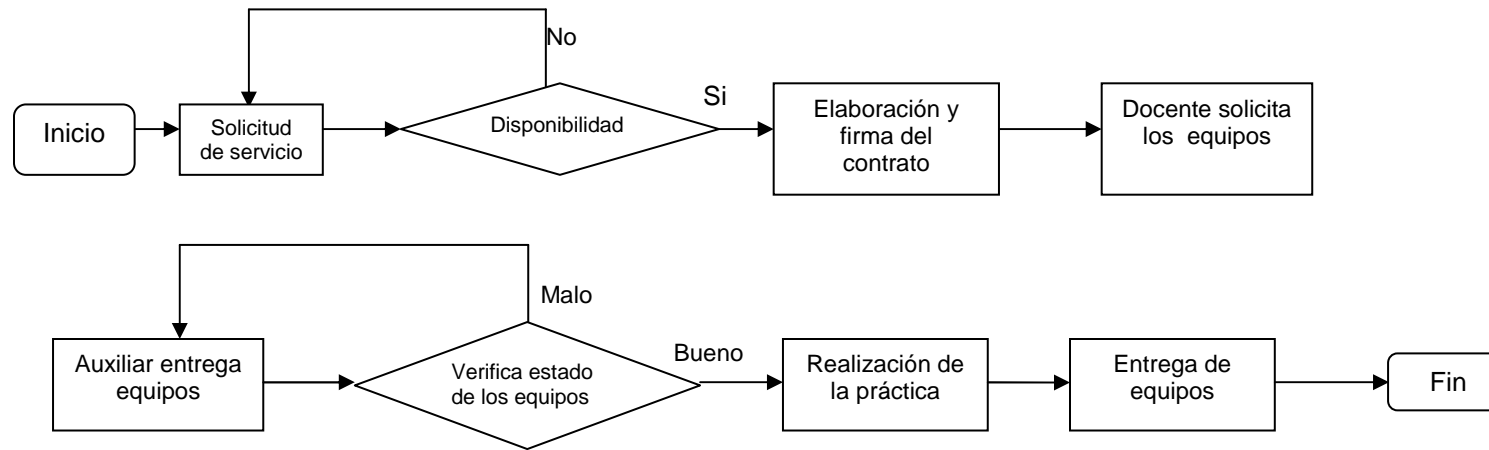 No
Inicio
Solicitud
de servicio
Disponibilidad
Si
Elaboración y
firma del
contrato
Docente solicita
los equipos
Malo
Auxiliar entrega
equipos
Verifica estado
de los equipos
Bueno
Realización de
la práctica
Entrega de
equipos
Fin